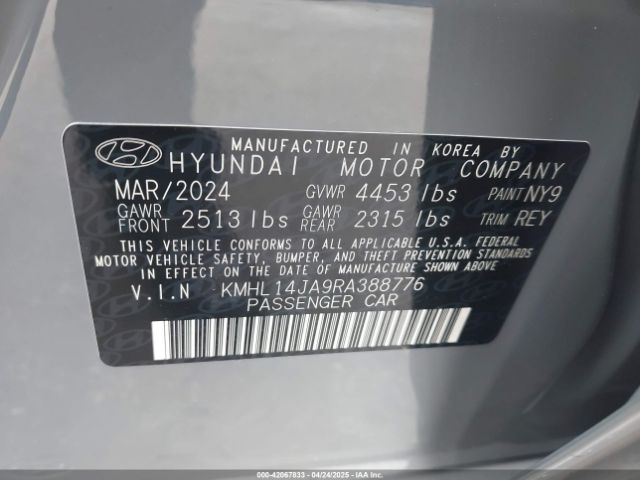 MANUFACTURED IN KOREA BY
HYUNDAI MOTOR COMPANY
MAR/2024 GVWR 4453 lbs PAINT NY9
GAWR FRONT 2513 lbs GAWR REAR 2315 lbs TRIM REY
THIS VEHICLE CONFORMS TO ALL APPLICABLE U.S.A. FEDERAL
MOTOR VEHICLE SAFETY, BUMPER, AND THEFT PREVENTION STANDARDS
IN EFFECT ON THE DATE OF MANUFACTURE SHOWN ABOVE.
V.I.N KMHL14JA9RA388776
PASSENGER CAR
000-42067833 - 04/24/2025 - COPYRIGHT IAA, LLC.